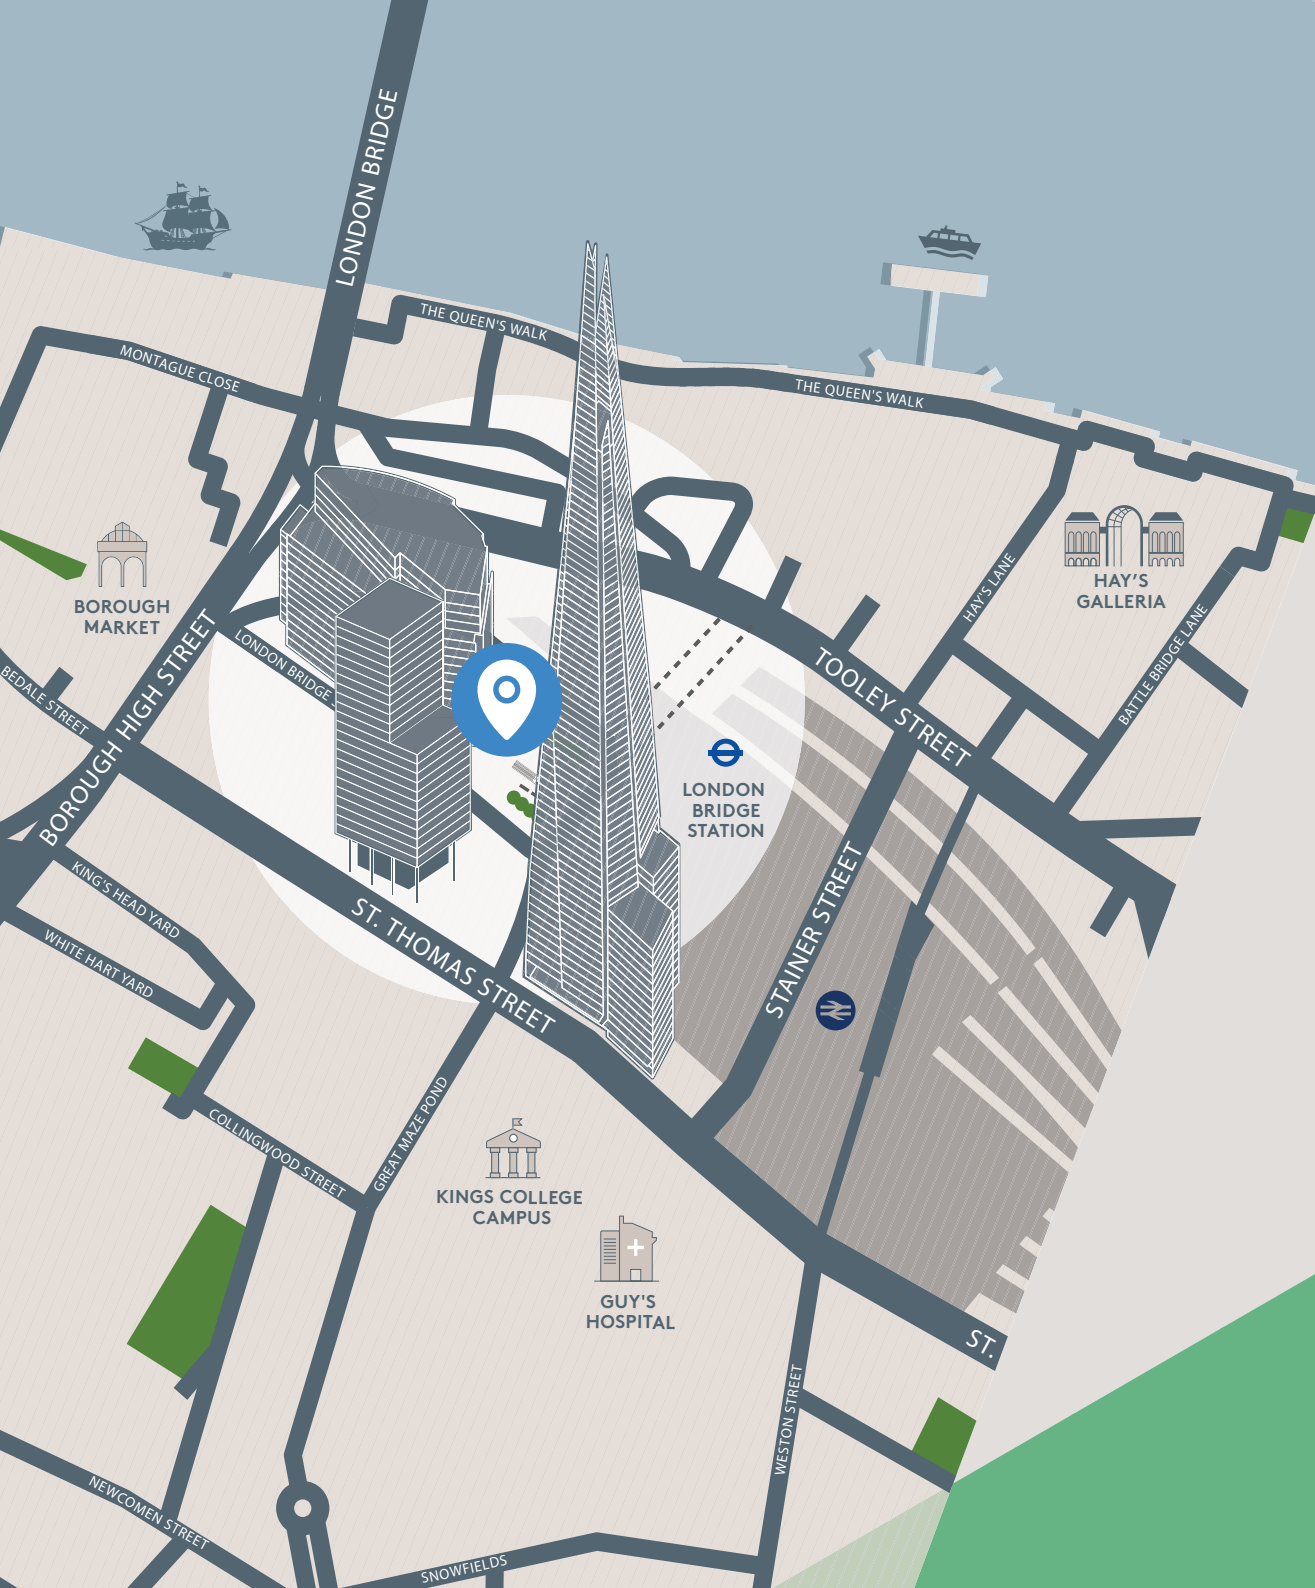 LONDON BRIDGE
THE QUEEN'S WALK
MONTAGUE CLOSE
THE QUEEN'S WALK
HAY'S LANE
HAY'S
GALLERIA
BOROUGH
MARKET
BATTLE BRIDGE LANE
LONDON BRIDGE
BEDALE STREET
BOROUGH HIGH STREET
TOOLEY STREET
LONDON
BRIDGE
STATION
KING'S HEAD YARD
WHITE HART YARD
ST. THOMAS STREET
STAINER STREET
COLLINGWOOD STREET
GREAT MAZE POND
KINGS COLLEGE
CAMPUS
GUY'S
HOSPITAL
ST.
WESTON STREET
NEWCOMEN STREET
SNOWFIELDS